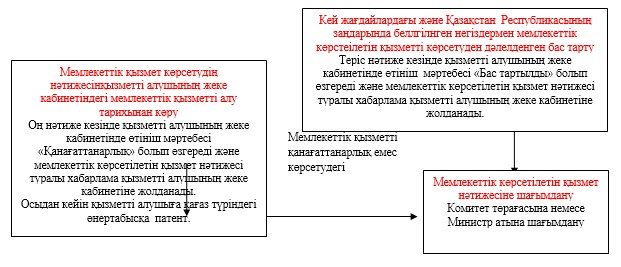 Кей жағдайлардағы және Қазақстан Республикасының
заңдарында беллгілнген негіздермен мемлекеттік
көрстеілетін қызметті көрсетуден дәлелденген бас тарту
Теріс нәтиже кезінде қызметті алушының жеке
кабинетінде өтініш мәртебесі «Бас тартылды» болып
өзгереді және мемлекеттік көрсетілетін қызмет нәтижесі
туралы хабарлама қызметті алушының жеке кабинетіне
жолданады.
Мемлекеттік қызмет көрсетудің
нәтижесінқызметті алушының жеке
кабинетіндегі мемлекеттік қызметті алу
тарихынан көру
Оң нәтиже кезінде қызметті алушының жеке
кабинетінде өтініш мәртебесі
«Қанағаттанарлық» болып өзгереді және
мемлекеттік көрсетілетін қызмет нәтижесі
туралы хабарлама қызметті алушының жеке
кабинетіне жолданады.
Осыдан кейін қызметті алушыға қағаз түріндегі
өнертабысқа патент.
Мемлекеттік қызметті
қанағаттанарлық емес
көрсетудегі
Мемлекеттік көрсетілетін қызмет
нәтижесіне шағымдану
Комитет төрағасына немесе
Министр атына шағымдану